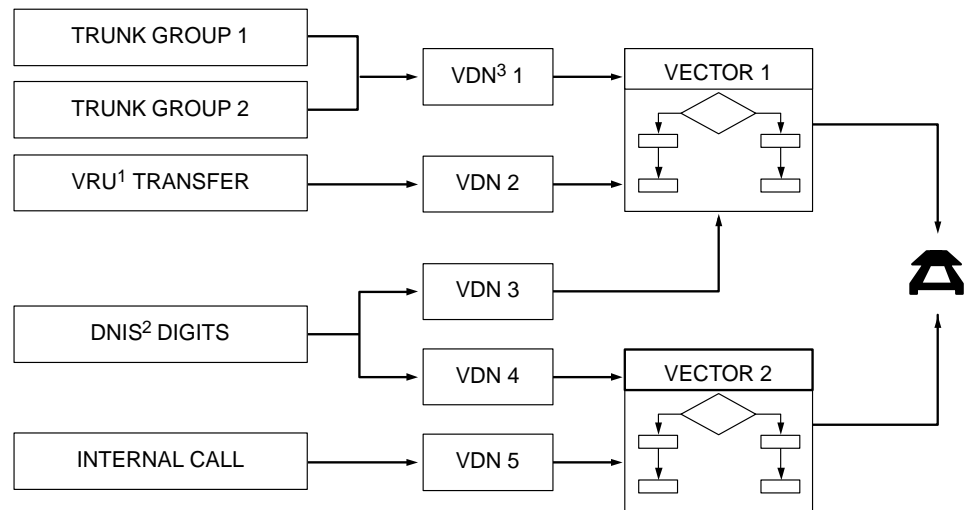 TRUNK GROUP 1
TRUNK GROUP 2
VRU¹ TRANSFER
DNIS² DIGITS
INTERNAL CALL
VDN³ 1
VDN 2
VDN 3
VDN 4
VDN 5
VECTOR 1
VECTOR 2